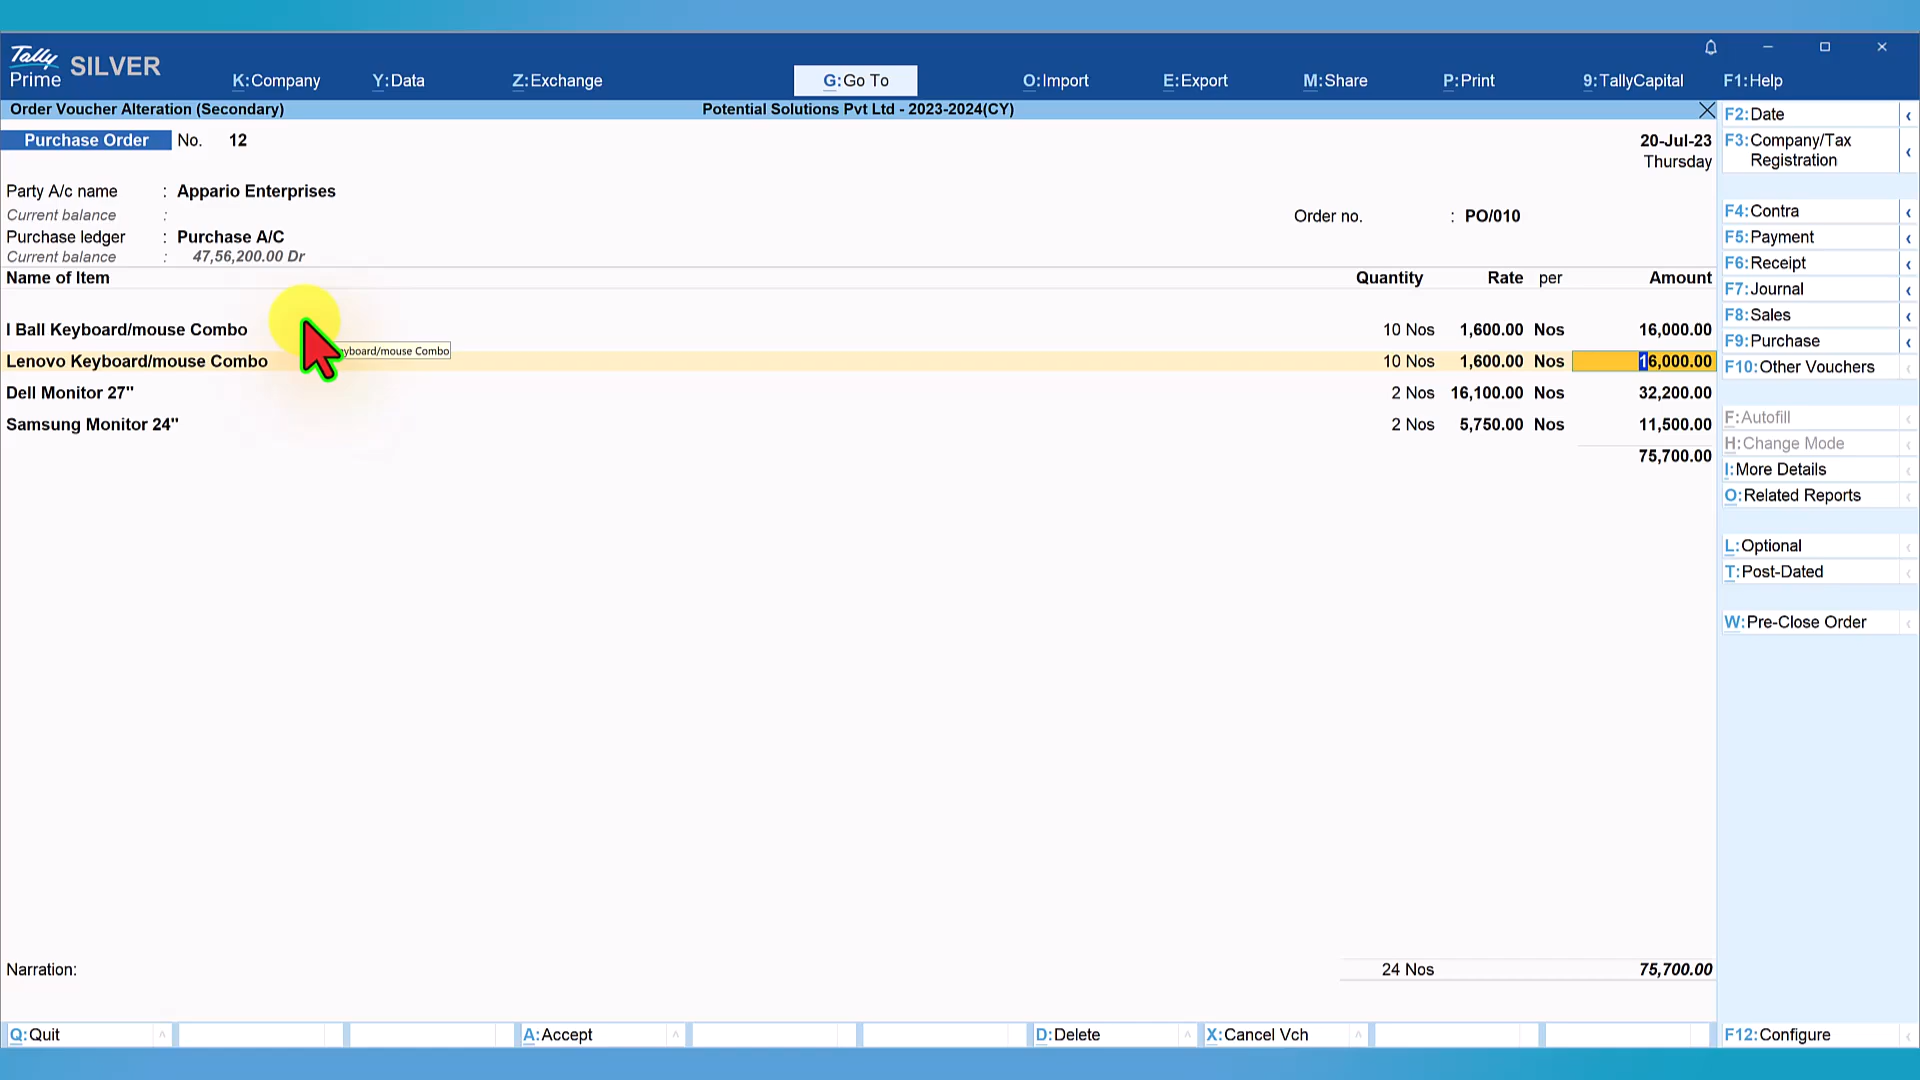 Tally
Prime SILVER
K:Company Y:Data Z:Exchange G:Go To O:Import E:Export M:Share P:Print 9:TallyCapital F1:Help
Order Voucher Alteration (Secondary) Potential Solutions Pvt Ltd - 2023-2024(CY)
Purchase Order No. 12 20-Jul-23
Thursday
Party A/c name : Appario Enterprises
Current balance :
Order no. : PO/010
Purchase ledger : Purchase A/C
Current balance : 47,56,200.00 Dr
Name of Item Quantity Rate per Amount
I Ball Keyboard/mouse Combo 10 Nos 1,600.00 Nos 16,000.00
yboard/mouse Combo
Lenovo Keyboard/mouse Combo 10 Nos 1,600.00 Nos 16,000.00
Dell Monitor 27" 2 Nos 16,100.00 Nos 32,200.00
Samsung Monitor 24" 2 Nos 5,750.00 Nos 11,500.00
75,700.00
Narration: 24 Nos 75,700.00
F2:Date
F3:Company/Tax
Registration
F4:Contra
F5:Payment
F6:Receipt
F7:Journal
F8:Sales
F9:Purchase
F10:Other Vouchers
F:Autofill
H:Change Mode
I:More Details
O:Related Reports
L:Optional
T:Post-Dated
W:Pre-Close Order
Q:Quit A:Accept D:Delete X:Cancel Vch F12:Configure